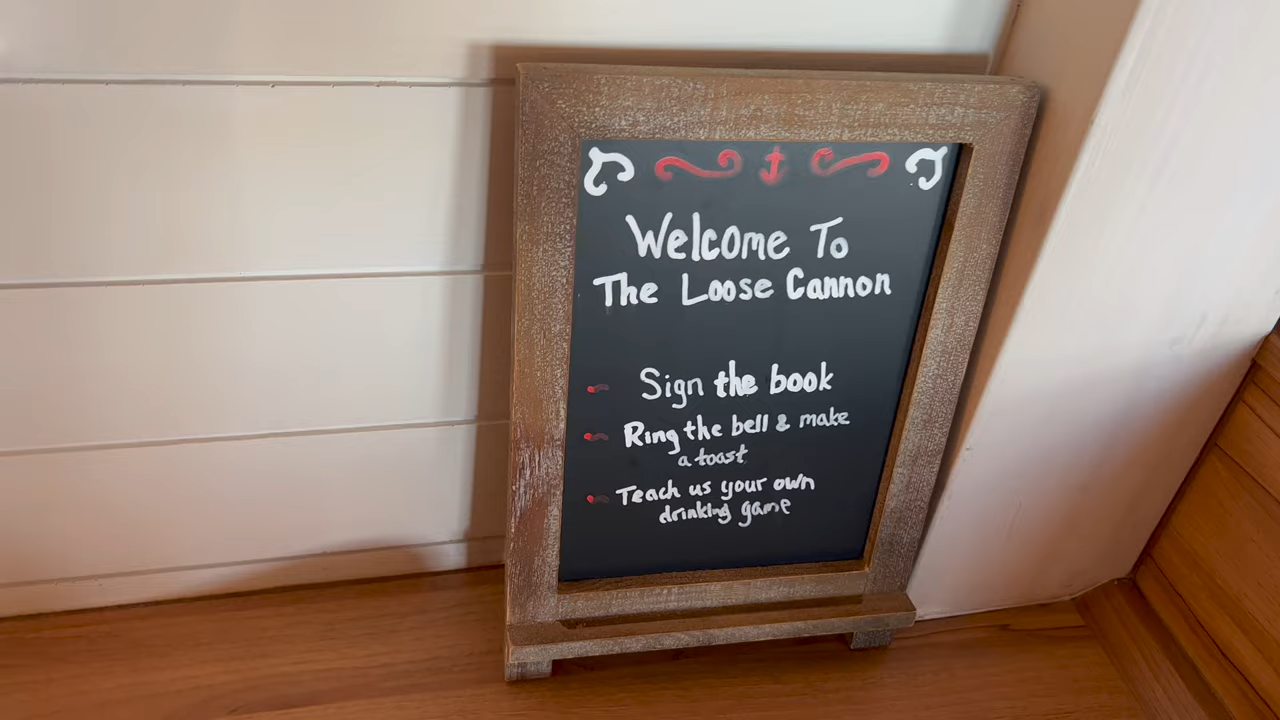 Welcome To
The Loose Cannon
Sign the book
Ring the bell & make
a toast
Teach us your own
drinking game